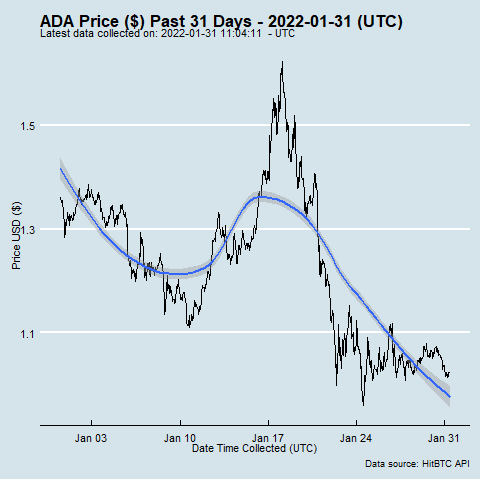 ADA Price ($) Past 31 Days - 2022-01-31 (UTC)
Latest data collected on: 2022-01-31 11:04:11 - UTC
1.5
1.3
1.1
Price USD ($)
Jan 03 Jan 10 Jan 17 Jan 24 Jan 31
Date Time Collected (UTC)
Data source: HitBTC API